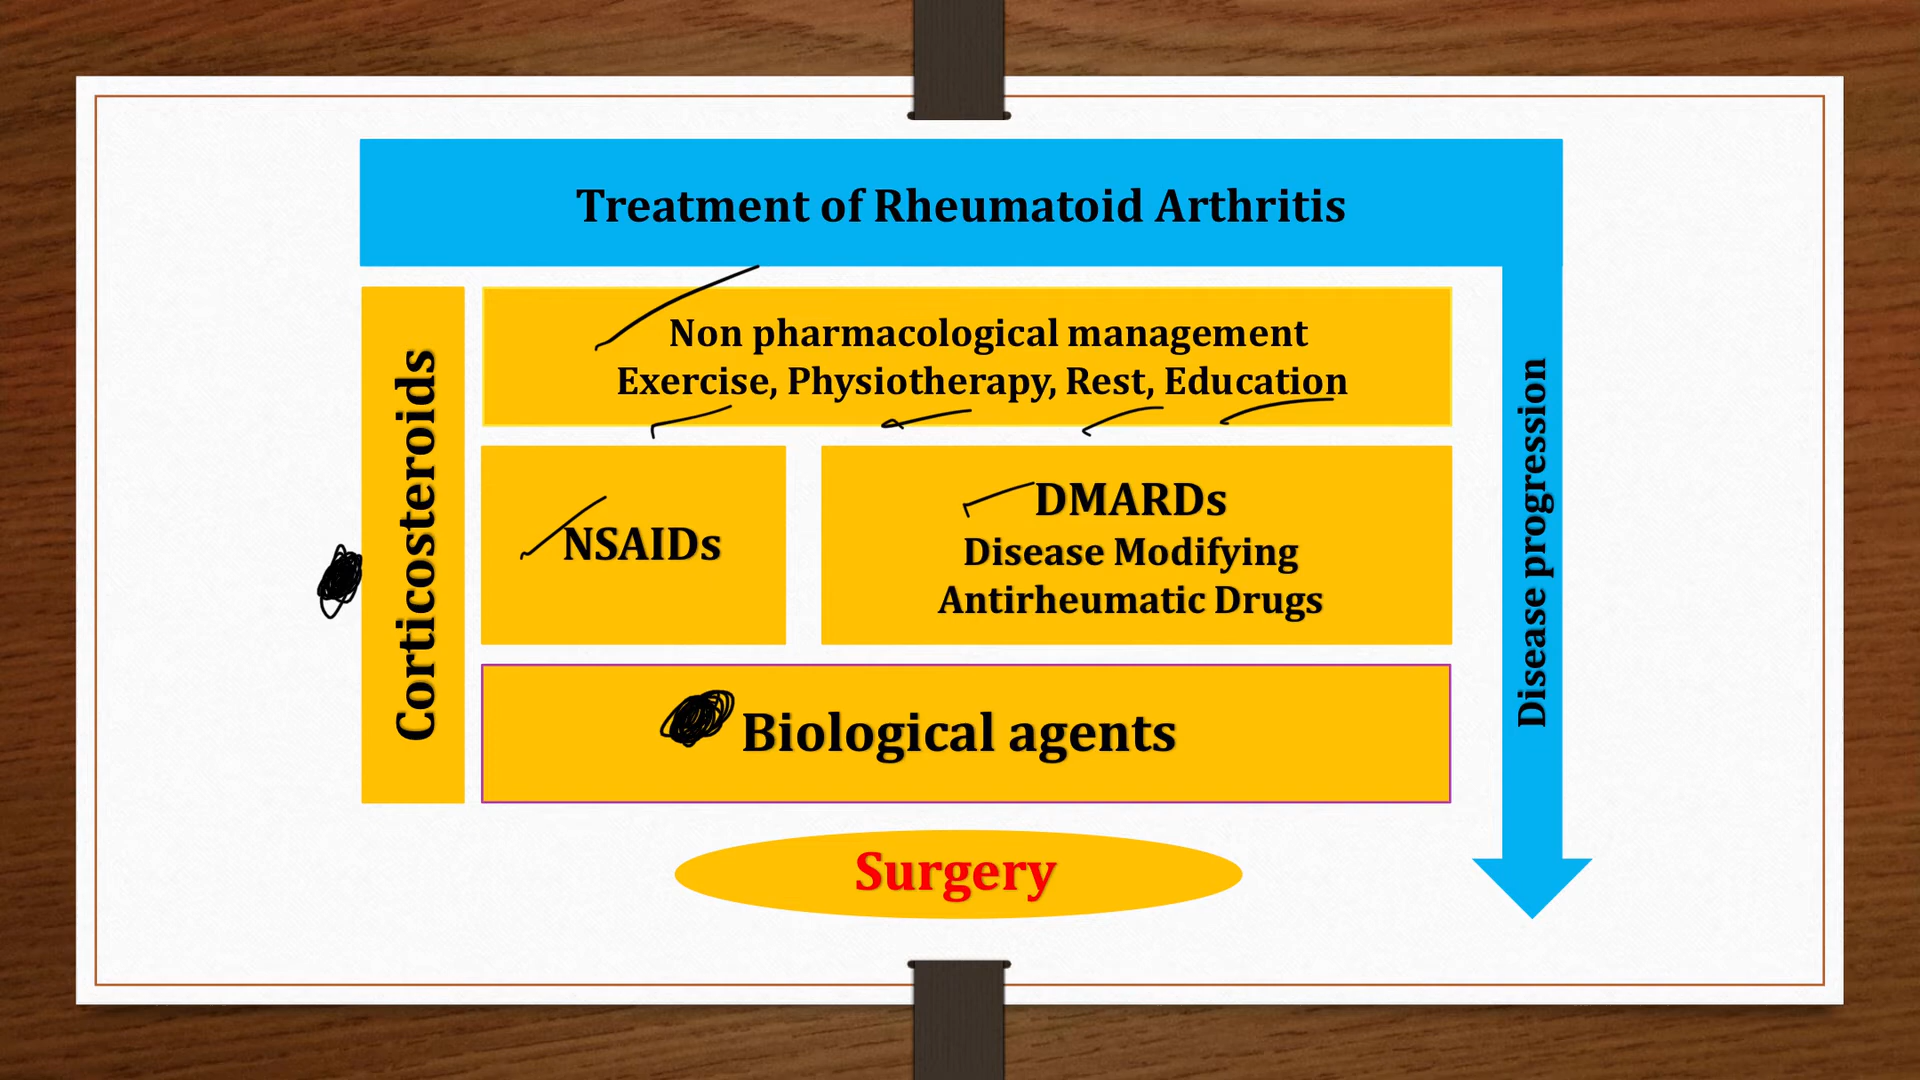 Treatment of Rheumatoid Arthritis
Corticosteroids
Non pharmacological management
Exercise, Physiotherapy, Rest, Education
NSAIDs
DMARDs
Disease Modifying
Antirheumatic Drugs
Biological agents
Surgery
Disease progression